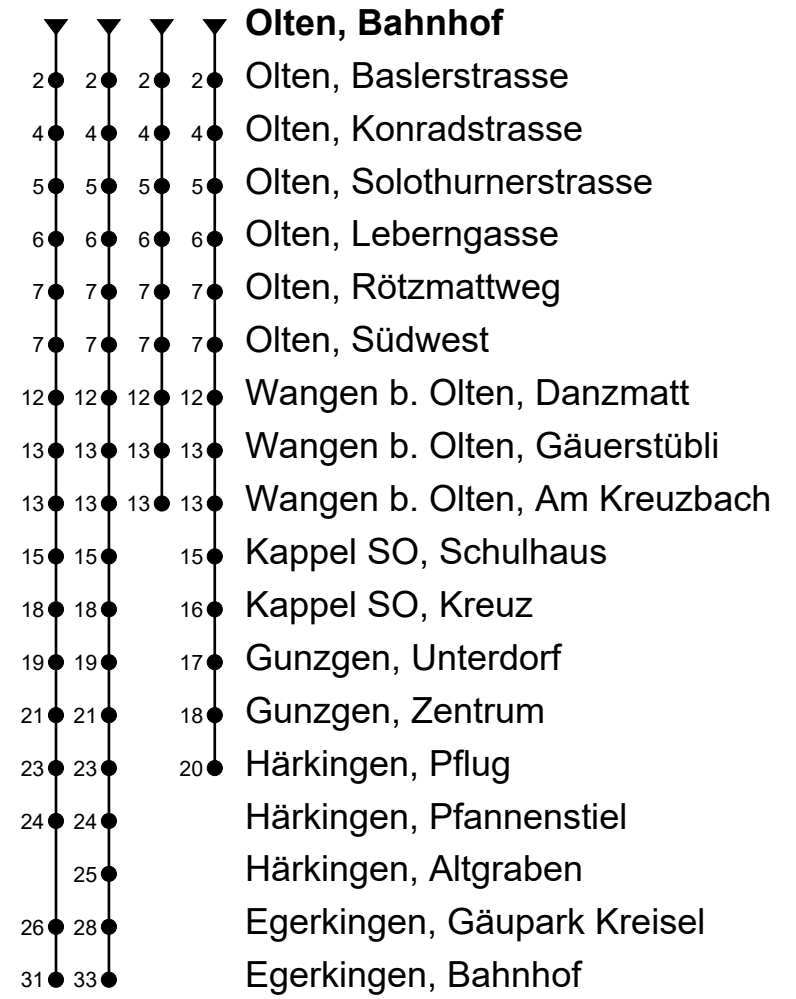 Olten, Bahnhof
2 2 2 2 Olten, Baslerstrasse
4 4 4 4 Olten, Konradstrasse
5 5 5 5 Olten, Solothurnerstrasse
6 6 6 6 Olten, Leberngasse
7 7 7 7 Olten, Rötzmattweg
7 7 7 7 Olten, Südwest
12 12 12 12 Wangen b. Olten, Danzmatt
13 13 13 13 Wangen b. Olten, Gäuerstübli
13 13 13 13 Wangen b. Olten, Am Kreuzbach
15 15 15 Kappel SO, Schulhaus
18 18 16 Kappel SO, Kreuz
19 19 17 Gunzgen, Unterdorf
21 21 18 Gunzgen, Zentrum
23 23 20 Härkingen, Pflug
24 24 Härkingen, Pfannenstiel
25 Härkingen, Altgraben
26 28 Egerkingen, Gäupark Kreisel
31 33 Egerkingen, Bahnhof